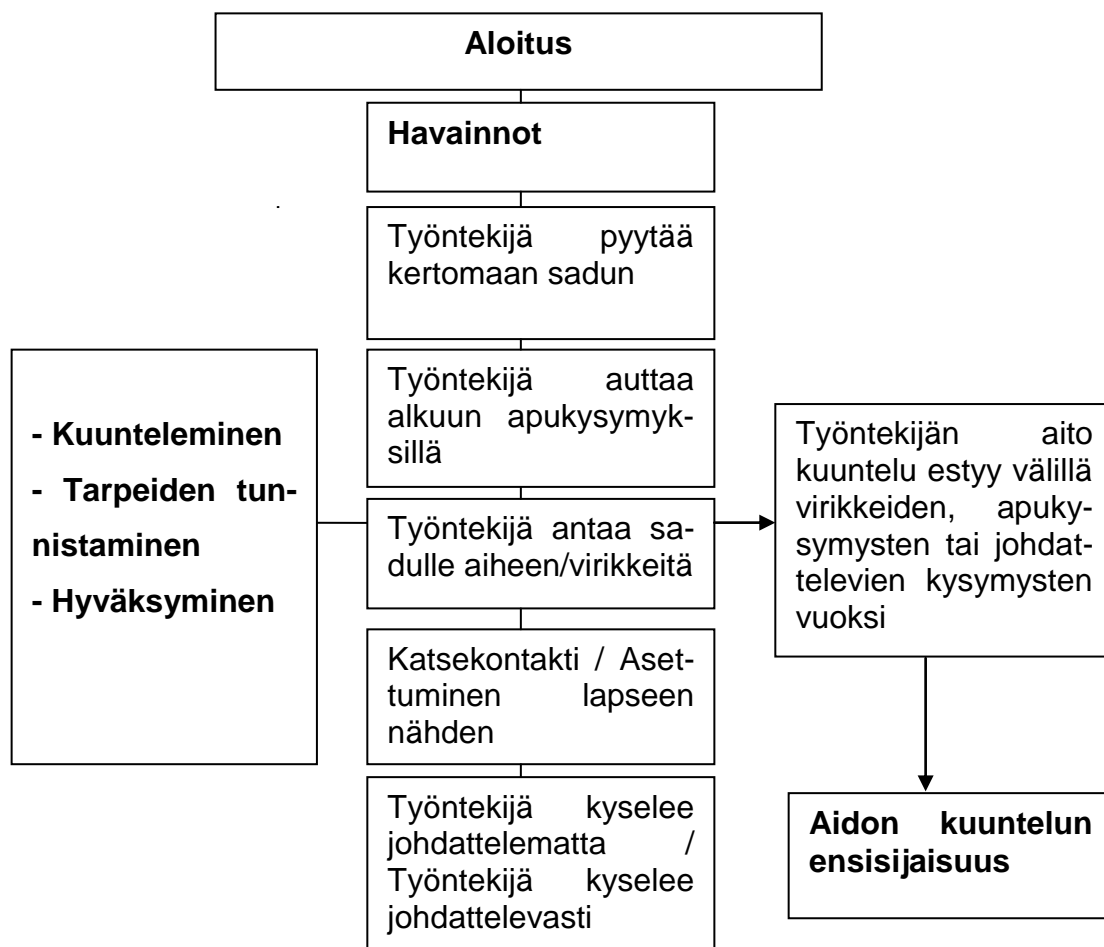 Aloitus
Havainnot
Työntekijä pyytää
kertomaan sadun
Työntekijä auttaa
alkuun apukysymyk-
sillä
- Kuunteleminen
- Tarpeiden tun-
nistaminen
- Hyväksyminen
Työntekijä antaa sa-
dulle aiheen/virikkeitä
Työntekijän aito
kuuntelu estyy välillä
virikkeiden, apuky-
symysten tai johdat-
televien kysymysten
vuoksi
Katsekontakti / Aset-
tuminen lapseen
nähden
Työntekijä kyselee
johdattelematta /
Työntekijä kyselee
johdattelevasti
Aidon kuuntelun
ensisijaisuus